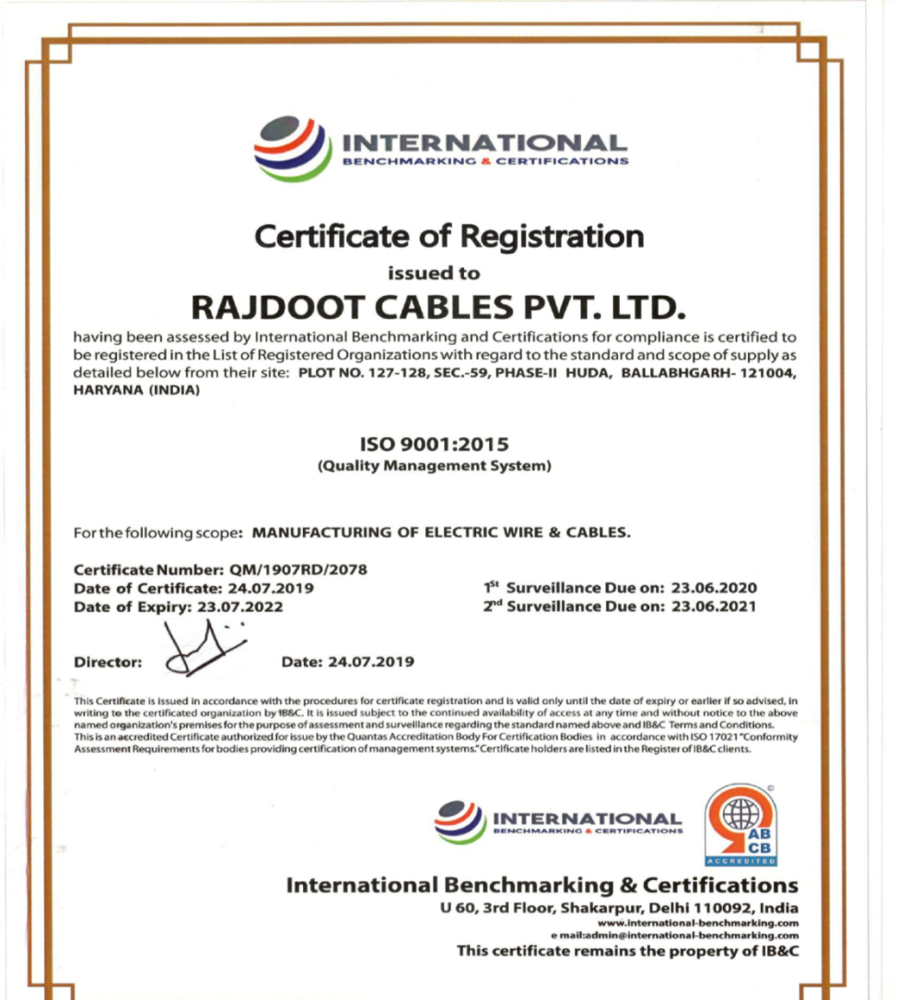 INTERNATIONAL
BENCHMARKING & CERTIFICATIONS
Certificate of Registration
issued to
RAJDOOT CABLES PVT. LTD.
having been assessed by International Benchmarking and Certifications for compliance is certified to
be registered in the List of Registered Organizations with regard to the standard and scope of supply as
detailed below from their site: PLOT NO. 127-128, SEC.-59, PHASE-II HUDA, BALLABHGARH- 121004,
HARYANA (INDIA)
ISO 9001:2015
(Quality Management System)
For the following scope: MANUFACTURING OF ELECTRIC WIRE & CABLES.
Certificate Number: QM/1907RD/2078
Date of Certificate: 24.07.2019
1St Surveillance Due on: 23.06.2020
Date of Expiry: 23.07.2022
2nd Surveillance Due on: 23.06.2021
Director:
Date: 24.07.2019
This Certificate is issued in accordance with the procedures for certificate registration and is valid only until the date of expiry or earlier if so advised, in
writing to the certificated organization by IB&C. It is issued subject to the continued availability of access at any time and without notice to the above
named organization's premises for the purpose of assessment and surveillance regarding the standard named above and IB&C Terms and Conditions.
This is an accredited Certificate authorized for issue by the Quantas Accreditation Body For Certification Bodies in accordance with ISO 17021 "Conformity
Assessment Requirements for bodies providing certification of management systems." Certificate holders are listed in the Register of IB&C clients.
INTERNATIONAL
BENCHMARKING & CERTIFICATIONS
©
AB
CB
ACCREDITED
International Benchmarking & Certifications
U 60, 3rd Floor, Shakarpur, Delhi 110092, India
www.international-benchmarking.com
e mail:admin@international-benchmarking.com
This certificate remains the property of IB&C